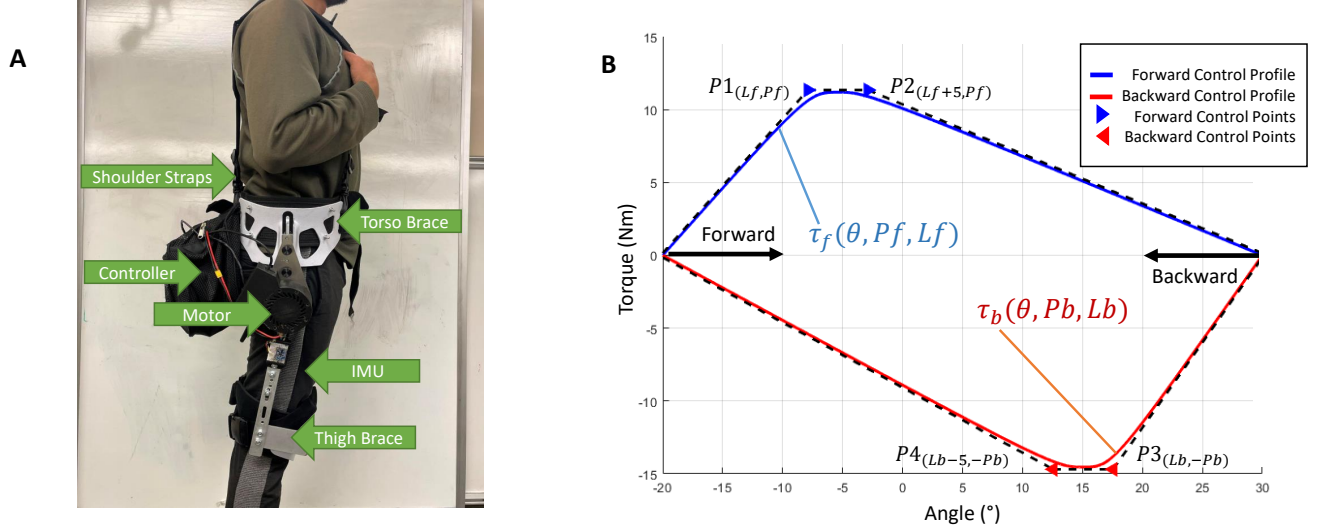 A
Shoulder Straps
Torso Brace
Controller
Motor
IMU
Thigh Brace
B
15
10
5
0
-5
-10
-15
-20
-15
-10
-5
0
5
10
15
20
25
30
Torque (Nm)
Angle (°)
P1(Lf,Pf)
P2(Lf+5,Pf)
Forward Control Profile
Backward Control Profile
Forward Control Points
Backward Control Points
τf(θ, Pf, Lf)
Forward
Backward
τb(θ, Pb, Lb)
P4(Lb−5,−Pb)
P3(Lb,−Pb)